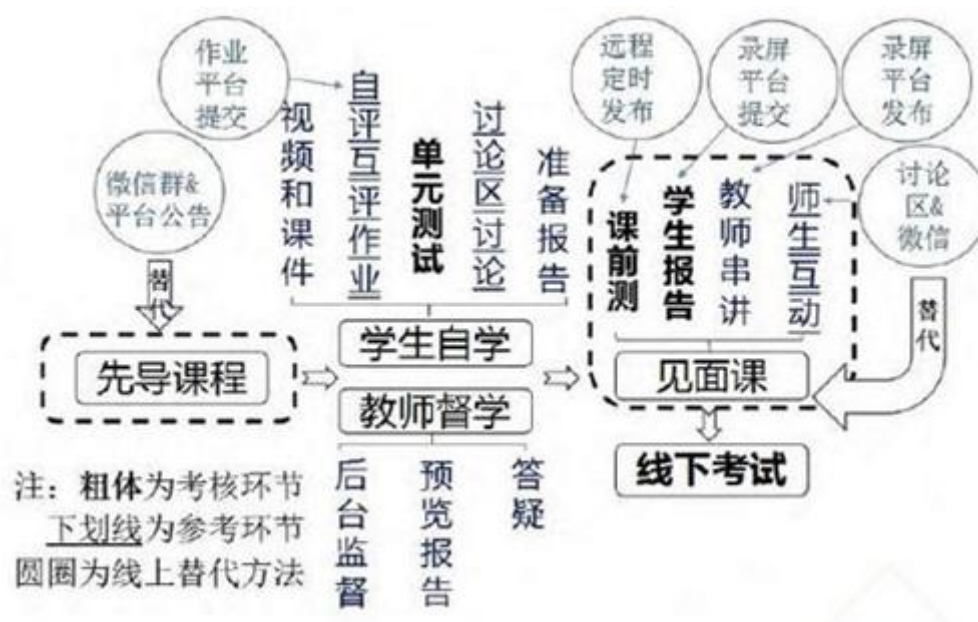 作业
平台
提交
远程
定时
发布
录屏
平台
提交
录屏
平台
发布
微信群&
平台公告
讨论
区&
微信
视频和课件
自评互评作业
单元测试
讨论区讨论
准备报告
课前测
学生报告
教师串讲
师生互动
替代
替代
先导课程
学生自学
教师督学
见面课
线下考试
后台监督
预览报告
答疑
注：粗体为考核环节
下划线为参考环节
圆圈为线上替代方法